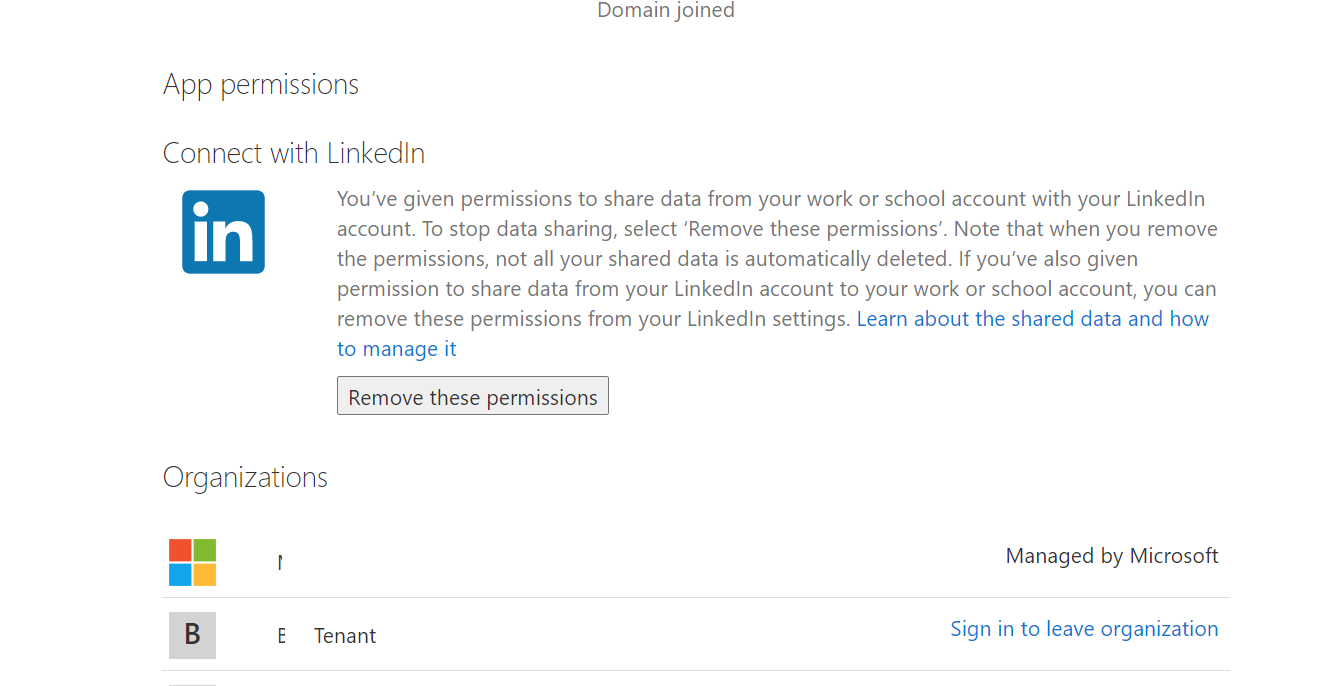 Domain joined
App permissions
Connect with LinkedIn
in
You’ve given permissions to share data from your work or school account with your LinkedIn
account. To stop data sharing, select ‘Remove these permissions’. Note that when you remove
the permissions, not all your shared data is automatically deleted. If you’ve also given
permission to share data from your LinkedIn account to your work or school account, you can
remove these permissions from your LinkedIn settings. Learn about the shared data and how
to manage it
Remove these permissions
Organizations
Managed by Microsoft
B Tenant Sign in to leave organization